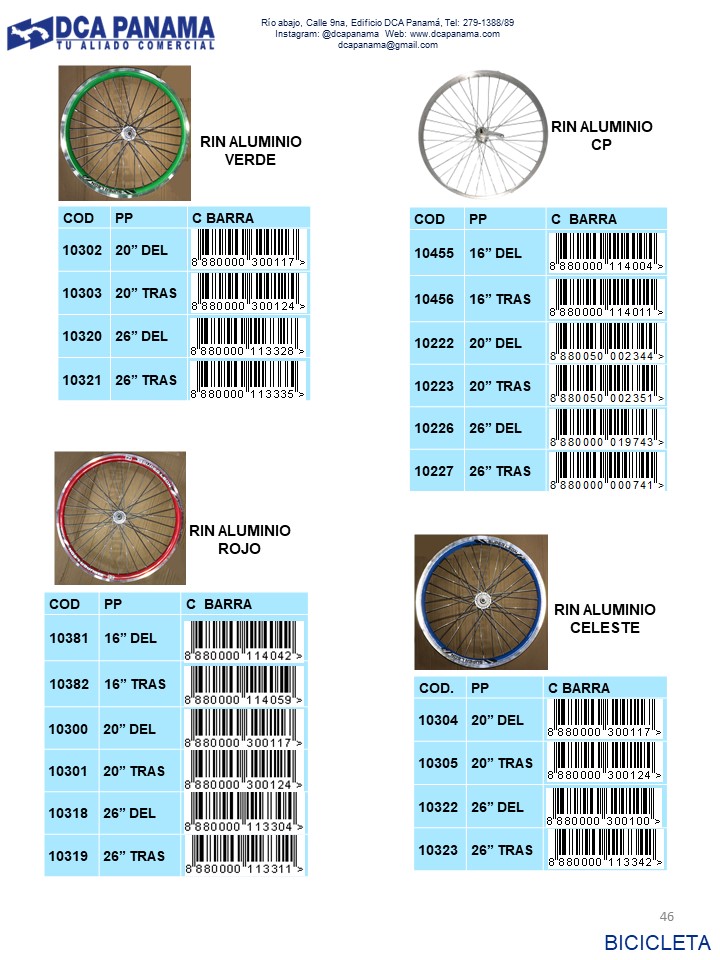 DCA PANAMA
TU ALIADO COMERCIAL
Río abajo, Calle 9na, Edificio DCA Panamá, Tel: 279-1388/89
Instagram: @dcapanama Web: www.dcapanama.com
dcapanama@gmail.com
RIN ALUMINIO
VERDE
COD PP C BARRA
10302 20” DEL 8 880000 300117 >
10303 20” TRAS 8 880000 300124 >
10320 26” DEL 8 880000 113328 >
10321 26” TRAS 8 880000 113335 >
RIN ALUMINIO
CP
COD PP C BARRA
10455 16” DEL 8 880000 114004 >
10456 16” TRAS 8 880000 114011 >
10222 20” DEL 8 880050 002344 >
10223 20” TRAS 8 880050 002351 >
10226 26” DEL 8 880000 019743 >
10227 26” TRAS 8 880000 000741 >
RIN ALUMINIO
ROJO
COD PP C BARRA
10381 16” DEL 8 880000 114042 >
10382 16” TRAS 8 880000 114059 >
10300 20” DEL 8 880000 300117 >
10301 20” TRAS 8 880000 300124 >
10318 26” DEL 8 880000 113304 >
10319 26” TRAS 8 880000 113311 >
RIN ALUMINIO
CELESTE
COD. PP C BARRA
10304 20” DEL 8 880000 300117 >
10305 20” TRAS 8 880000 300124 >
10322 26” DEL 8 880000 300100 >
10323 26” TRAS 8 880000 113342 >
46
BICICLETA